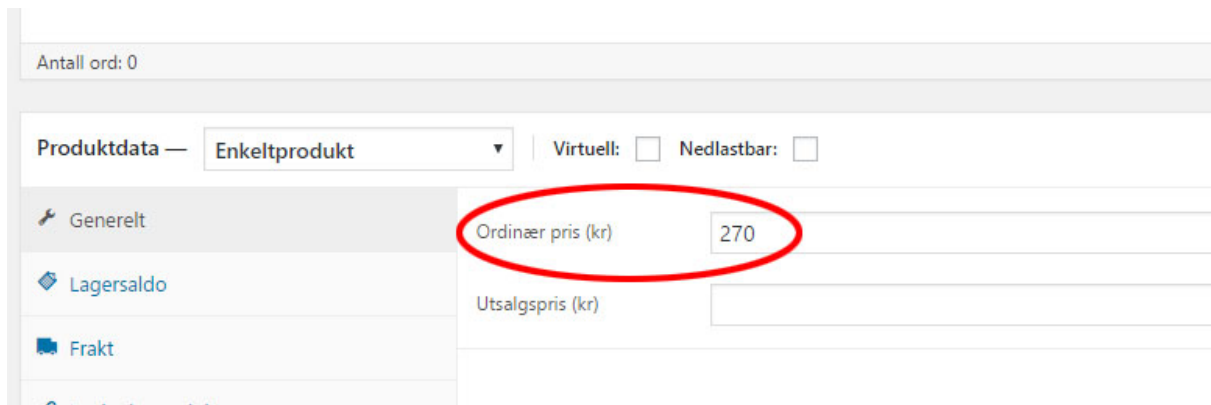 Antall ord: 0
Produktdata — Enkeltprodukt Virtuell: Nedlastbar:
Generelt
Ordinær pris (kr) 270
Lagersaldo
Utsalgspris (kr)
Frakt